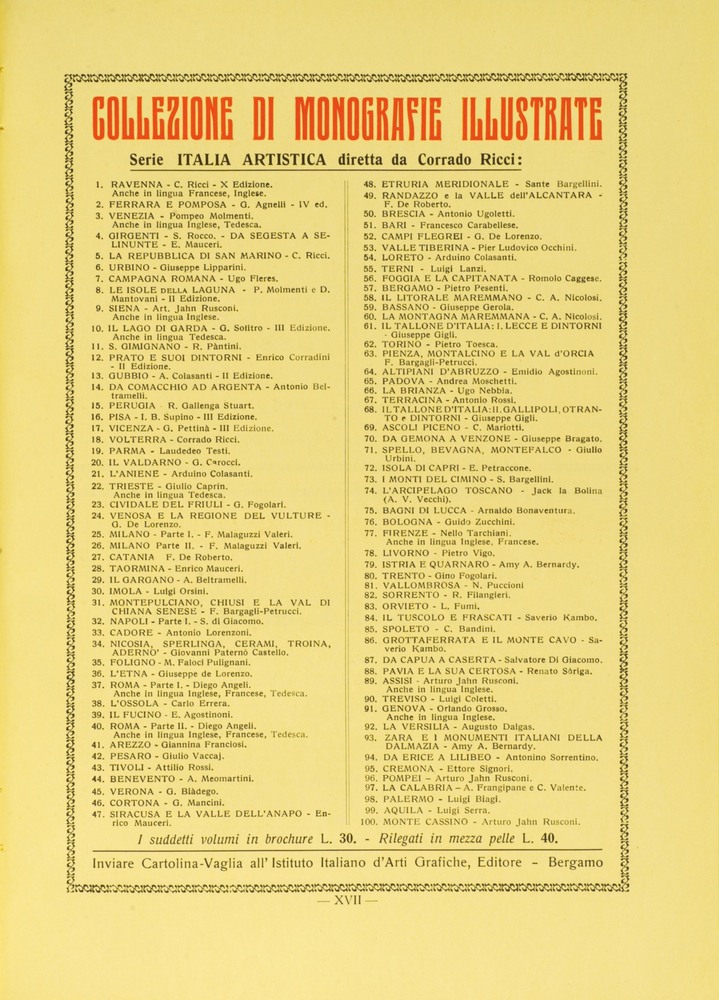 COLLEZIONE DI MONOGRAFIE ILLUSTRATE
Serie ITALIA ARTISTICA diretta da Corrado Ricci:
1. RAVENNA - C. Ricci - X Edizione.
Anche in lingua Francese, Inglese.
2. FERRARA E POMPOSA - G. Agnelli - IV ed.
3. VENEZIA - Pompeo Molmenti.
Anche in lingua Inglese, Tedesca.
4. GIRGENTI - S. Rocco. - DA SEGESTA A SE-
LINUNTE - E. Mauceri.
5. LA REPUBBLICA DI SAN MARINO - C. Ricci.
6. URBINO - Giuseppe Lipparini.
7. CAMPAGNA ROMANA - Ugo Fleres.
8. LE ISOLE DELLA LAGUNA - P. Molmenti e D.
Mantovani - II Edizione.
9. SIENA - Art. Jahn Rusconi.
Anche in lingua Inglese.
10. IL LAGO DI GARDA - G. Solitro - III Edizione.
Anche in lingua Tedesca.
11. S. GIMIGNANO - R. Pàntini.
12. PRATO E SUOI DINTORNI - Enrico Corradini
- II Edizione.
13. GUBBIO - A. Colasanti - II Edizione.
14. DA COMACCHIO AD ARGENTA - Antonio Bel-
tramelli.
15. PERUGIA - R. Gallenga Stuart.
16. PISA - I. B. Supino - III Edizione.
17. VICENZA - G. Pettinà - III Edizione.
18. VOLTERRA - Corrado Ricci.
19. PARMA - Laudedeo Testi.
20. IL VALDARNO - G. Carocci.
21. L'ANIENE - Arduino Colasanti.
22. TRIESTE - Giulio Caprin.
Anche in lingua Tedesca.
23. CIVIDALE DEL FRIULI - G. Fogolari.
24. VENOSA E LA REGIONE DEL VULTURE -
G. De Lorenzo.
25. MILANO - Parte I. - F. Malaguzzi Valeri.
26. MILANO Parte II. - F. Malaguzzi Valeri.
27. CATANIA F. De Roberto.
28. TAORMINA - Enrico Mauceri.
29. IL GARGANO - A. Beltramelli.
30. IMOLA - Luigi Orsini.
31. MONTEPULCIANO, CHIUSI E LA VAL DI
CHIANA SENESE - F. Bargagli-Petrucci.
32. NAPOLI - Parte I. - S. di Giacomo.
33. CADORE - Antonio Lorenzoni.
34. NICOSIA, SPERLINGA, CERAMI, TROINA,
ADERNO' - Giovanni Paternò Castello.
35. FOLIGNO - M. Faloci Pulignani.
36. L'ETNA - Giuseppe de Lorenzo.
37. ROMA - Parte I. - Diego Angeli.
Anche in lingua Inglese, Francese, Tedesca.
38. L'OSSOLA - Carlo Errera.
39. IL FUCINO - E. Agostinoni.
40. ROMA - Parte II. - Diego Angeli.
Anche in lingua Inglese, Francese, Tedesca.
41. AREZZO - Giannina Franciosi.
42. PESARO - Giulio Vaccaj.
43. TIVOLI - Attilio Rossi.
44. BENEVENTO - A. Meomartini.
45. VERONA - G. Biàdego.
46. CORTONA - G. Mancini.
47. SIRACUSA E LA VALLE DELL'ANAPO - En-
rico Mauceri.
48. ETRURIA MERIDIONALE - Sante Bargellini.
49. RANDAZZO e la VALLE dell'ALCANTARA -
F. De Roberto.
50. BRESCIA - Antonio Ugoletti.
51. BARI - Francesco Carabellese.
52. CAMPI FLEGREI - G. De Lorenzo.
53. VALLE TIBERINA - Pier Ludovico Occhini.
54. LORETO - Arduino Colasanti.
55. TERNI - Luigi Lanzi.
56. FOGGIA E LA CAPITANATA - Romolo Caggese.
57. BERGAMO - Pietro Pesenti.
58. IL LITORALE MAREMMANO - C. A. Nicolosi.
59. BASSANO - Giuseppe Gerola.
60. LA MONTAGNA MAREMMANA - C. A. Nicolosi.
61. IL TALLONE D'ITALIA: I. LECCE E DINTORNI
- Giuseppe Gigli.
62. TORINO - Pietro Toesca.
63. PIENZA, MONTALCINO E LA VAL d'ORCIA
F. Bargagli-Petrucci.
64. ALTIPIANI D'ABRUZZO - Emidio Agostinoni.
65. PADOVA - Andrea Moschetti.
66. LA BRIANZA - Ugo Nebbia.
67. TERRACINA - Antonio Rossi.
68. IL TALLONE D'ITALIA: II. GALLIPOLI, OTRAN-
TO e DINTORNI - Giuseppe Gigli.
69. ASCOLI PICENO - C. Mariotti.
70. DA GEMONA A VENZONE - Giuseppe Bragato.
71. SPELLO, BEVAGNA, MONTEFALCO - Giulio
Urbini.
72. ISOLA DI CAPRI - E. Petraccone.
73. I MONTI DEL CIMINO - S. Bargellini.
74. L'ARCIPELAGO TOSCANO - Jack la Bolina
(A. V. Vecchi).
75. BAGNI DI LUCCA - Arnaldo Bonaventura.
76. BOLOGNA - Guido Zucchini.
77. FIRENZE - Nello Tarchiani.
Anche in lingua Inglese, Francese.
78. LIVORNO - Pietro Vigo.
79. ISTRIA E QUARNARO - Amy A. Bernardy.
80. TRENTO - Gino Fogolari.
81. VALLOMBROSA - N. Puccioni
82. SORRENTO - R. Filangieri.
83. ORVIETO - L. Fumi.
84. IL TUSCOLO E FRASCATI - Saverio Kambo.
85. SPOLETO - C. Bandini.
86. GROTTAFERRATA E IL MONTE CAVO - Sa-
verio Kambo.
87. DA CAPUA A CASERTA - Salvatore Di Giacomo.
88. PAVIA E LA SUA CERTOSA - Renato Sòriga.
89. ASSISI - Arturo Jahn Rusconi.
Anche in lingua Inglese.
90. TREVISO - Luigi Coletti.
91. GENOVA - Orlando Grosso.
Anche in lingua Inglese.
92. LA VERSILIA - Augusto Dalgas.
93. ZARA E I MONUMENTI ITALIANI DELLA
DALMAZIA - Amy A. Bernardy.
94. DA ERICE A LILIBEO - Antonino Sorrentino.
95. CREMONA - Ettore Signori.
96. POMPEI - Arturo Jahn Rusconi.
97. LA CALABRIA - A. Frangipane e C. Valente.
98. PALERMO - Luigi Biagi.
99. AQUILA - Luigi Serra.
100. MONTE CASSINO - Arturo Jahn Rusconi.
I suddetti volumi in brochure L. 30. - Rilegati in mezza pelle L. 40.
Inviare Cartolina-Vaglia all' Istituto Italiano d'Arti Grafiche, Editore - Bergamo
— XVII —